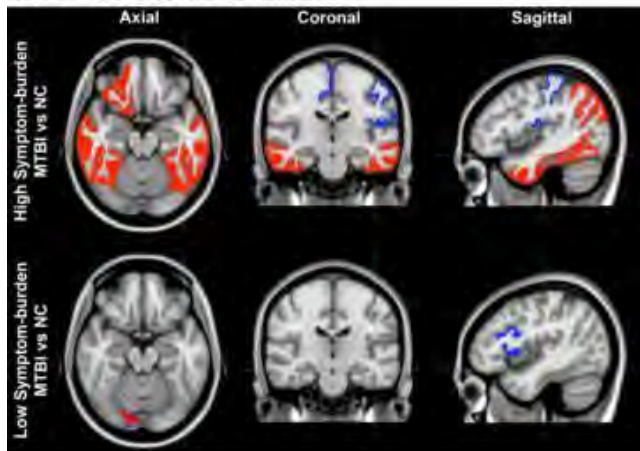 Axial
Coronal
Sagittal
High Symptom-burden
MTBI vs NC
Low Symptom-burden
MTBI vs NC